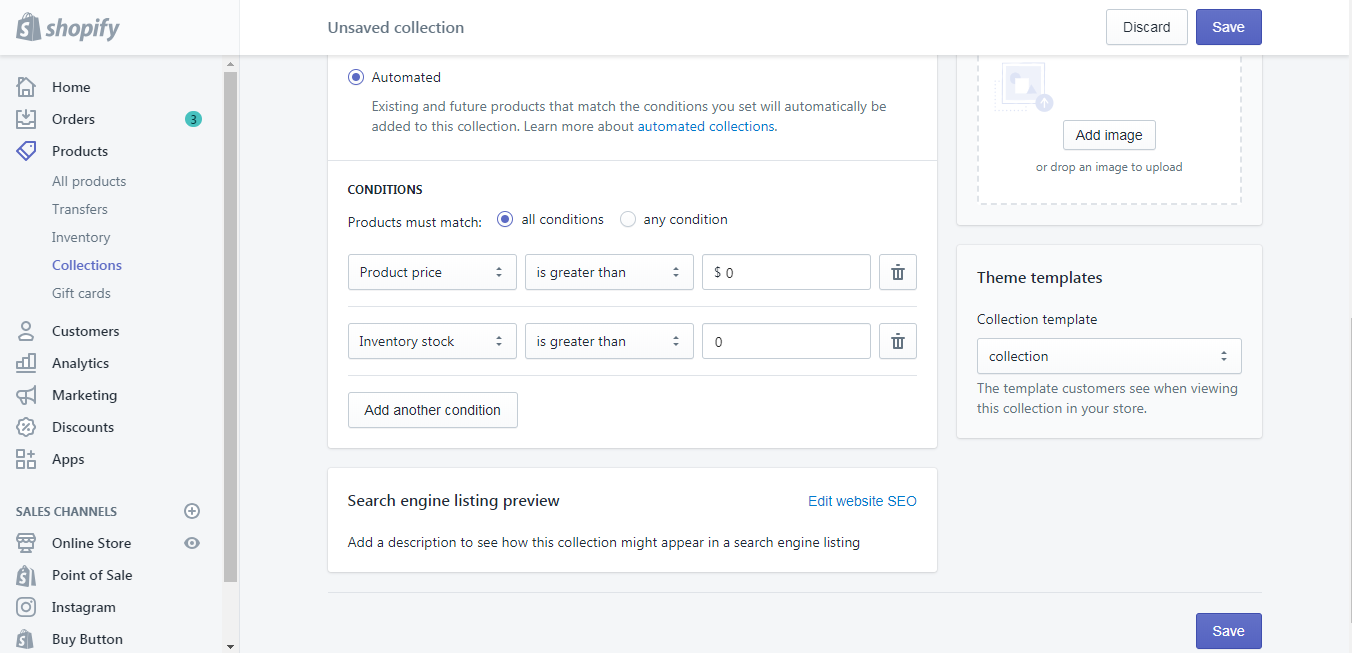 shopify
Unsaved collection
Discard
Save
Home
Orders
3
Products
All products
Transfers
Inventory
Collections
Gift cards
Customers
Analytics
Marketing
Discounts
Apps
SALES CHANNELS
Online Store
Point of Sale
Instagram
Buy Button
Automated
Existing and future products that match the conditions you set will automatically be
added to this collection. Learn more about automated collections.
CONDITIONS
Products must match: all conditions any condition
Product price is greater than $ 0
Inventory stock is greater than 0
Add another condition
Search engine listing preview
Edit website SEO
Add a description to see how this collection might appear in a search engine listing
Add image
or drop an image to upload
Theme templates
Collection template
collection
The template customers see when viewing
this collection in your store.
Save